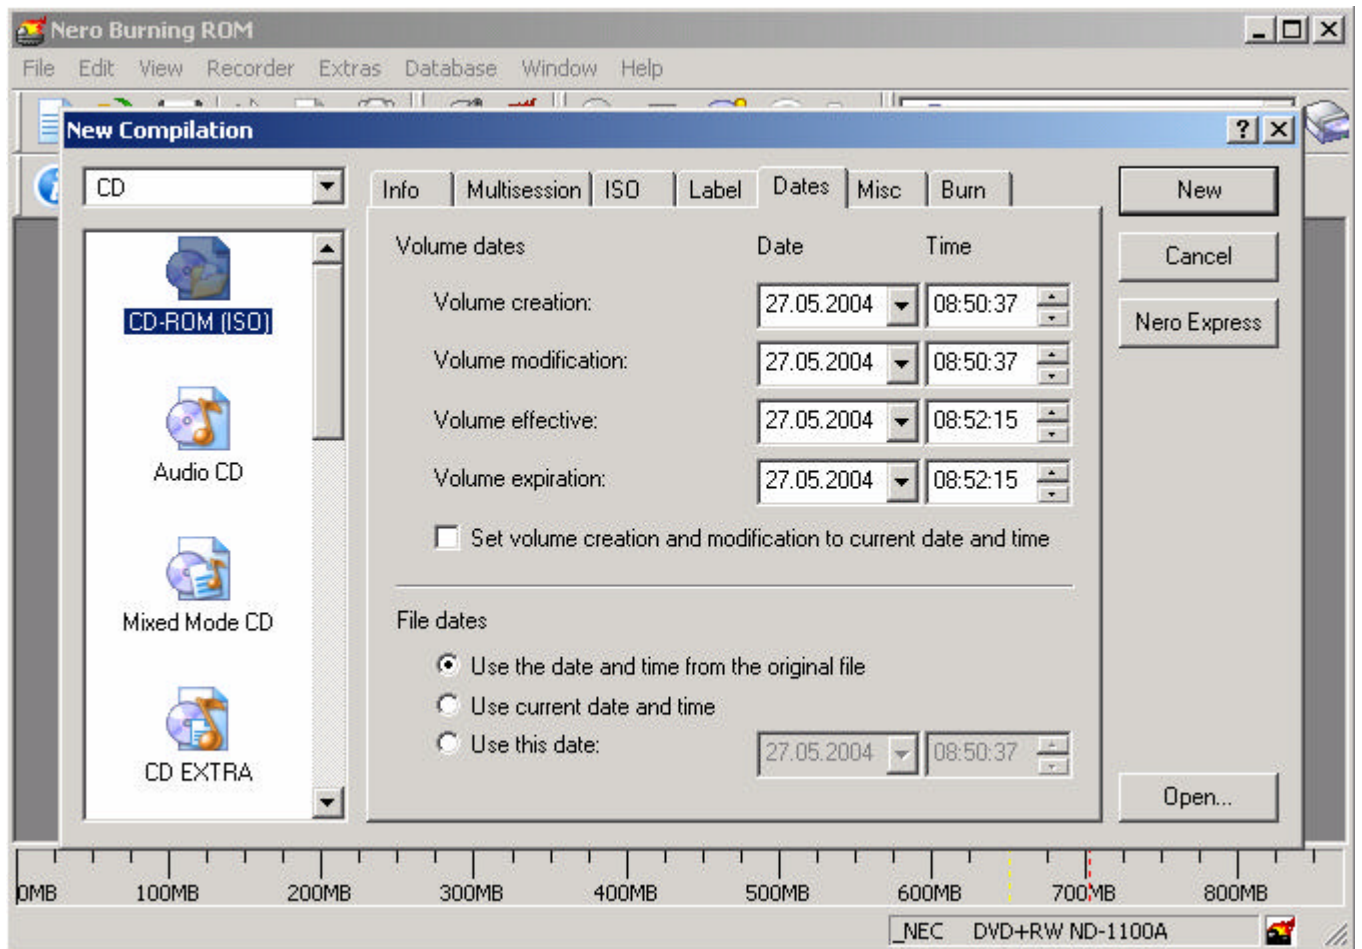 Nero Burning ROM
File Edit View Recorder Extras Database Window Help
New Compilation
CD
CD-ROM (ISO)
Audio CD
Mixed Mode CD
CD EXTRA
Info Multisession ISO Label Dates Misc Burn
Volume dates Date Time
Volume creation: 27.05.2004 08:50:37
Volume modification: 27.05.2004 08:50:37
Volume effective: 27.05.2004 08:52:15
Volume expiration: 27.05.2004 08:52:15
Set volume creation and modification to current date and time
File dates
Use the date and time from the original file
Use current date and time
Use this date: 27.05.2004 08:50:37
New
Cancel
Nero Express
Open...
0MB 100MB 200MB 300MB 400MB 500MB 600MB 700MB 800MB
_NEC DVD+RW ND-1100A